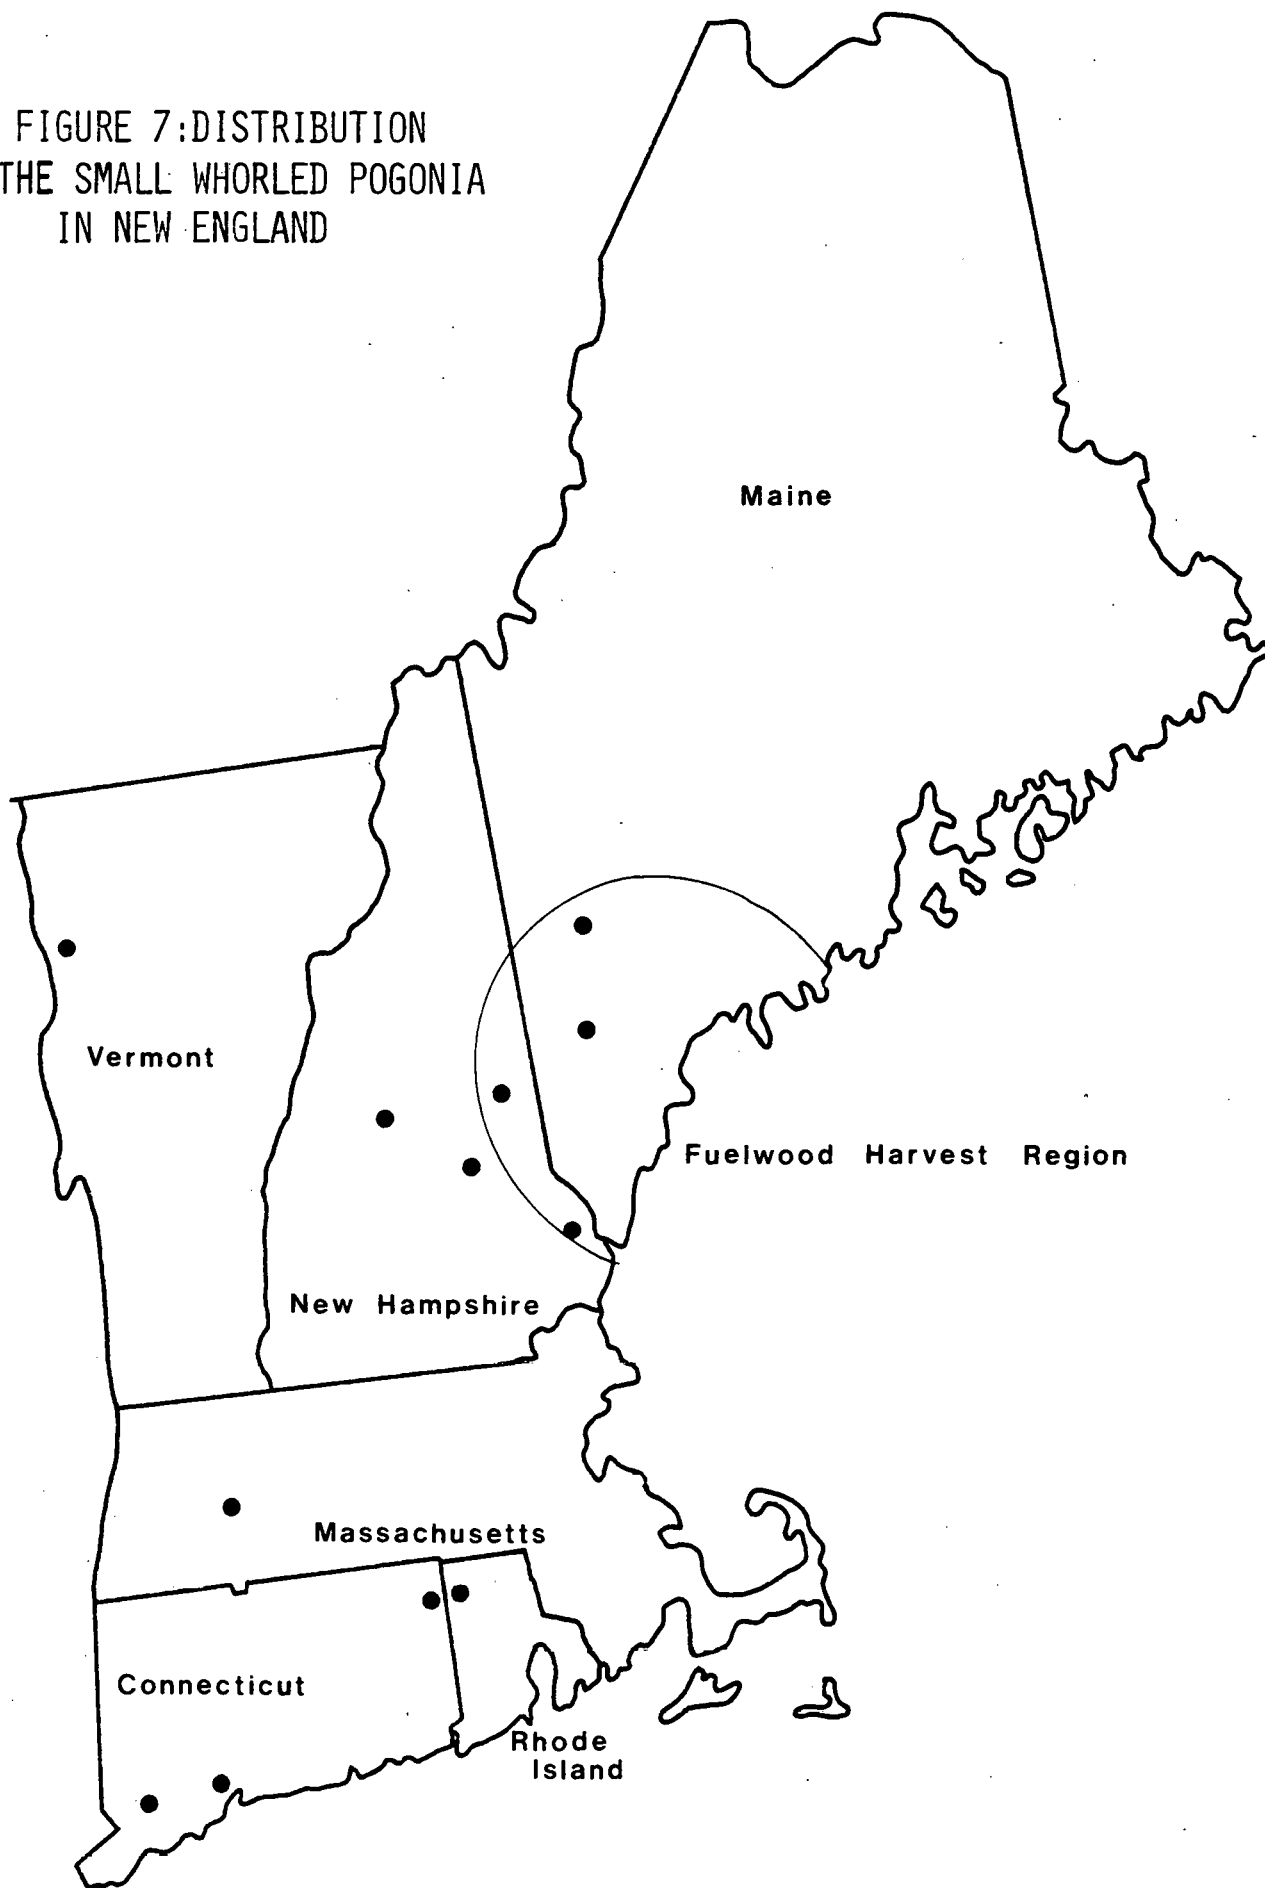 FIGURE 7:DISTRIBUTION
THE SMALL WHORLED POGONIA
IN NEW ENGLAND
Maine
Vermont
Fuelwood Harvest Region
New Hampshire
Massachusetts
Connecticut
Rhode
Island